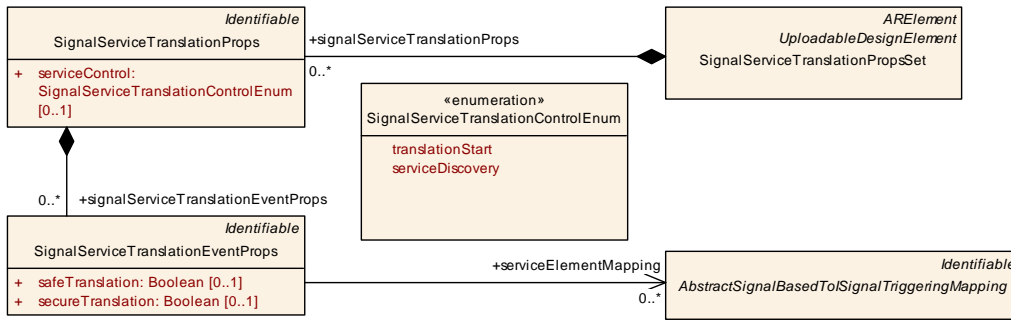 Identifiable
SignalServiceTranslationProps
+ serviceControl:
SignalServiceTranslationControlEnum
[0..1]
+signalServiceTranslationProps
0..*
ARElement
UploadableDesignElement
SignalServiceTranslationPropsSet
«enumeration»
SignalServiceTranslationControlEnum
translationStart
serviceDiscovery
0..*
+signalServiceTranslationEventProps
Identifiable
SignalServiceTranslationEventProps
+ safeTranslation: Boolean [0..1]
+ secureTranslation: Boolean [0..1]
+serviceElementMapping
0..*
Identifiable
AbstractSignalBasedToISignalTriggeringMapping